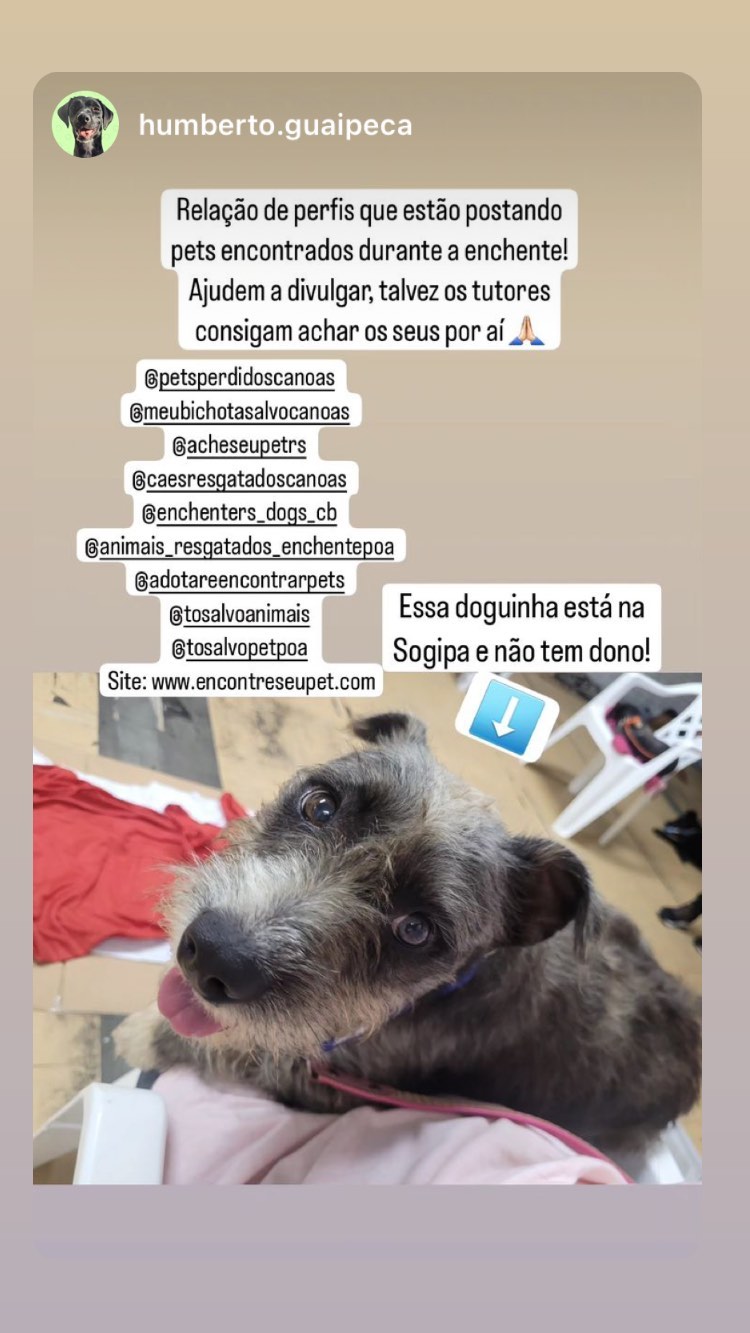 humberto.guaipeca
Relação de perfis que estão postando
pets encontrados durante a enchente!
Ajudem a divulgar, talvez os tutores
consigam achar os seus por aí 🙏🏻
@petsperdidoscanoas
@meubichotasalvocanoas
@acheseupetrs
@caesresgatadoscanoas
@enchenters_dogs_cb
@animais_resgatados_enchentepoa
@adotareencontrarpets
@tosalvoanimais
@tosalvopetpoa
Site: www.encontreseupet.com
Essa doguinha está na
Sogipa e não tem dono!